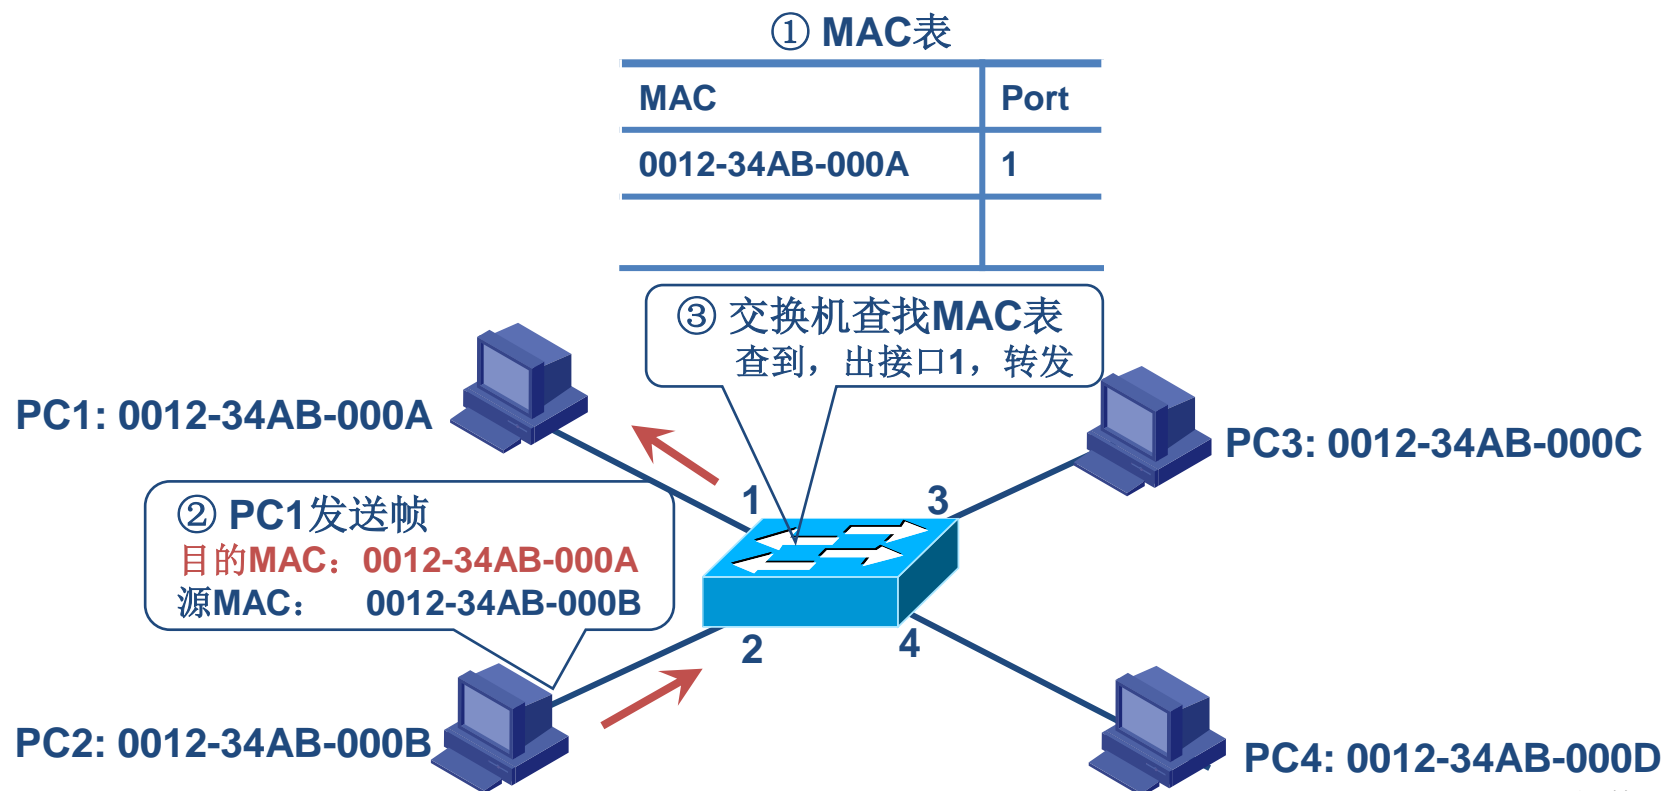 ① MAC表
MAC Port
0012-34AB-000A 1
③ 交换机查找MAC表
查到，出接口1，转发
PC1: 0012-34AB-000A
PC3: 0012-34AB-000C
② PC1发送帧
目的MAC： 0012-34AB-000A
源MAC： 0012-34AB-000B
1
3
2
4
PC2: 0012-34AB-000B
PC4: 0012-34AB-000D